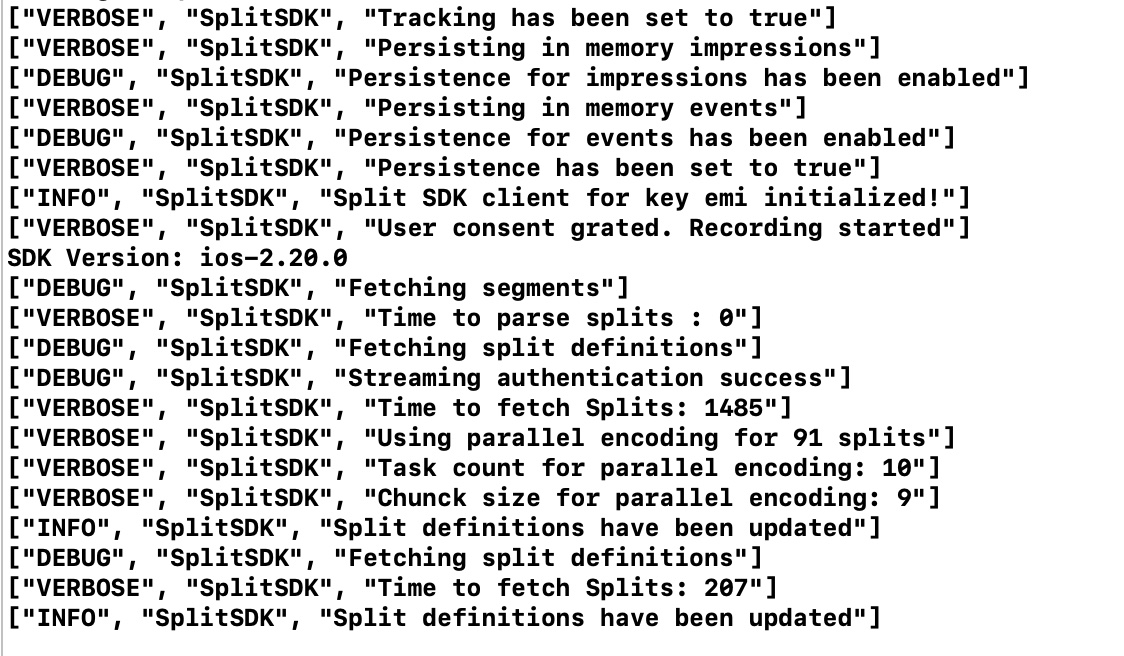 ["VERBOSE", "SplitSDK", "Tracking has been set to true"]
["VERBOSE", "SplitSDK", "Persisting in memory impressions"]
["DEBUG", "SplitSDK", "Persistence for impressions has been enabled"]
["VERBOSE", "SplitSDK", "Persisting in memory events"]
["DEBUG", "SplitSDK", "Persistence for events has been enabled"]
["VERBOSE", "SplitSDK", "Persistence has been set to true"]
["INFO", "SplitSDK", "Split SDK client for key emi initialized!"]
["VERBOSE", "SplitSDK", "User consent grated. Recording started"]
SDK Version: ios-2.20.0
["DEBUG", "SplitSDK", "Fetching segments"]
["VERBOSE", "SplitSDK", "Time to parse splits : 0"]
["DEBUG", "SplitSDK", "Fetching split definitions"]
["DEBUG", "SplitSDK", "Streaming authentication success"]
["VERBOSE", "SplitSDK", "Time to fetch Splits: 1485"]
["VERBOSE", "SplitSDK", "Using parallel encoding for 91 splits"]
["VERBOSE", "SplitSDK", "Task count for parallel encoding: 10"]
["VERBOSE", "SplitSDK", "Chunck size for parallel encoding: 9"]
["INFO", "SplitSDK", "Split definitions have been updated"]
["DEBUG", "SplitSDK", "Fetching split definitions"]
["VERBOSE", "SplitSDK", "Time to fetch Splits: 207"]
["INFO", "SplitSDK", "Split definitions have been updated"]